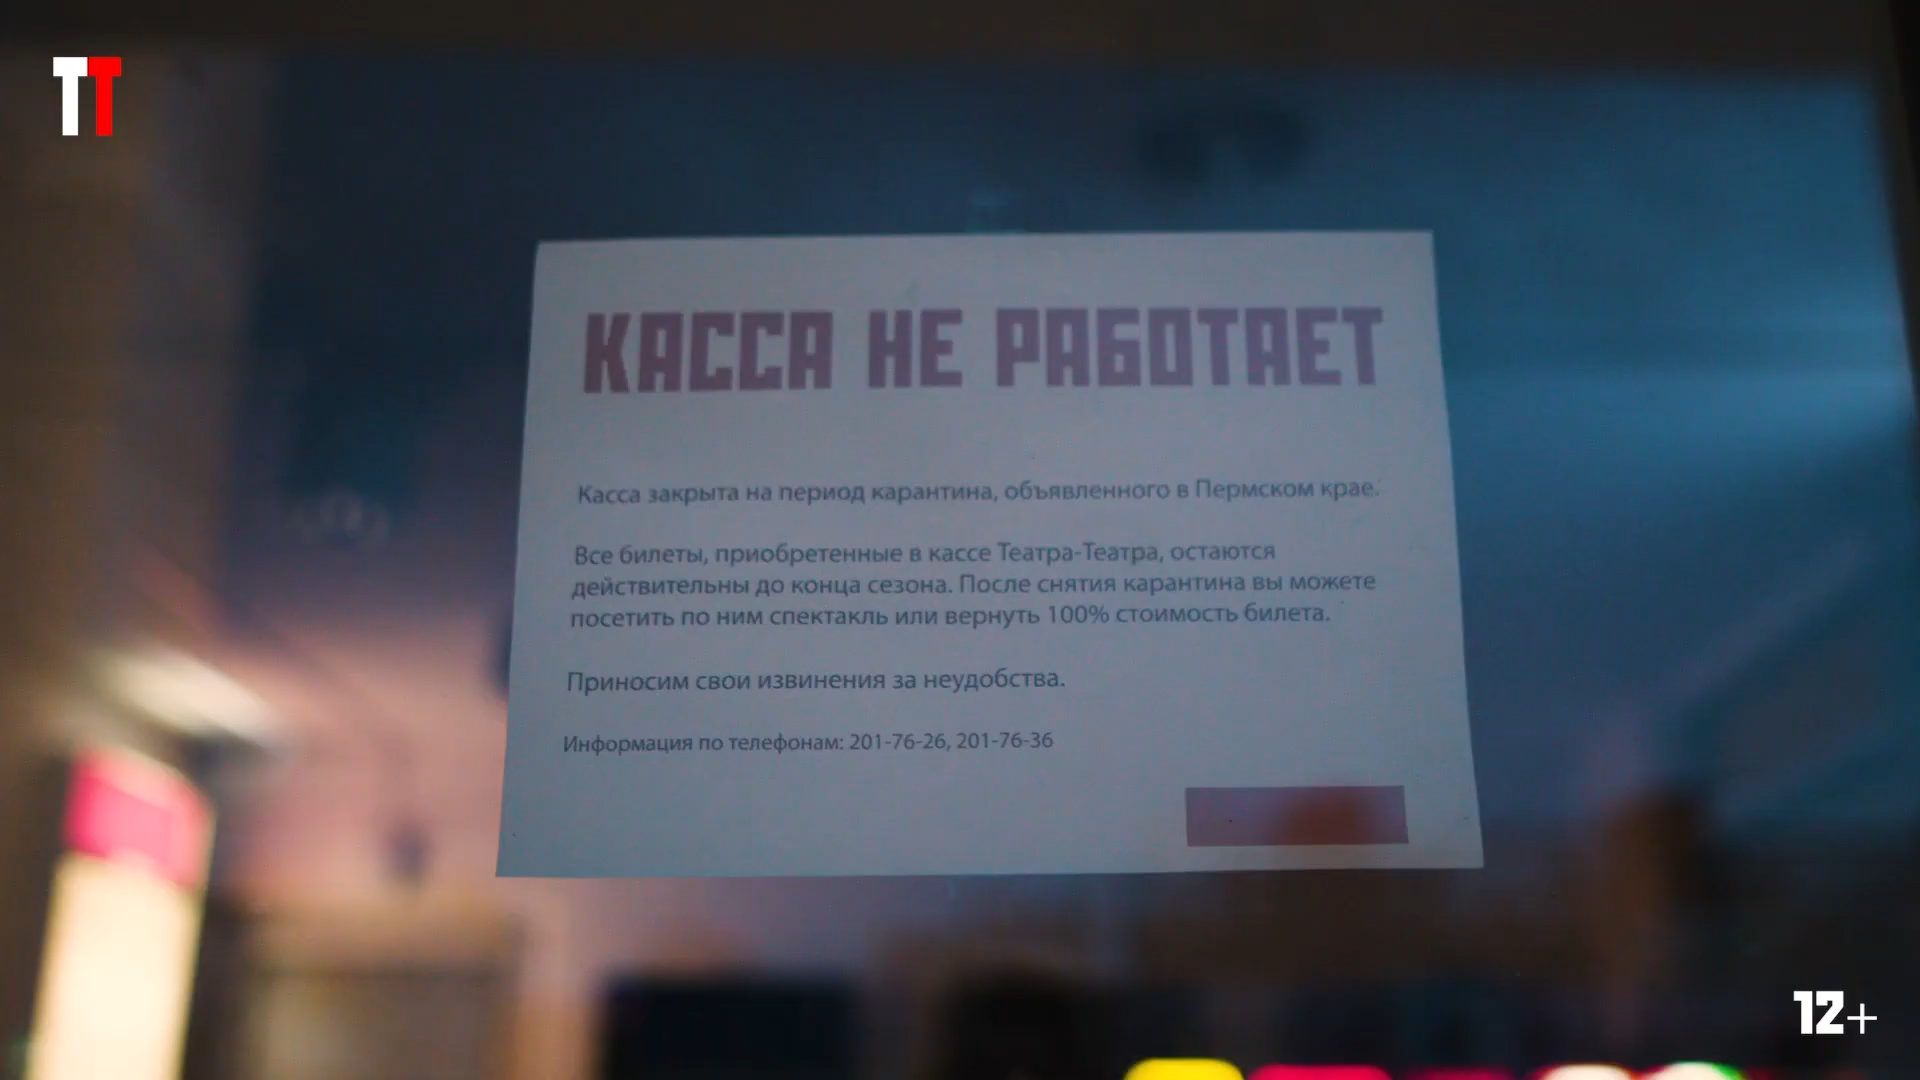 ТТ
КАССА НЕ РАБОТАЕТ
Касса закрыта на период карантина, объявленного в Пермском крае.
Все билеты, приобретенные в кассе Театра-Театра, остаются
действительны до конца сезона. После снятия карантина вы можете
посетить по ним спектакль или вернуть 100% стоимость билета.
Приносим свои извинения за неудобства.
Информация по телефонам: 201-76-26, 201-76-36
12+